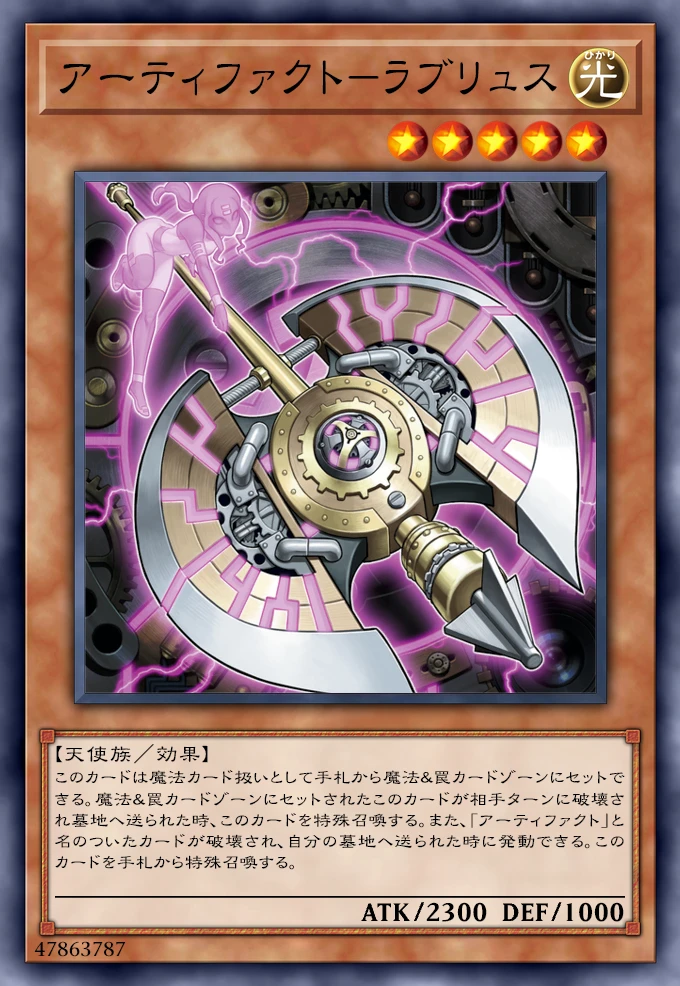 アーティファクトーラブリュス
ひかり
光
【天使族／効果】
このカードは魔法カード扱いとして手札から魔法&罠カードゾーンにセットで
きる。魔法&罠カードゾーンにセットされたこのカードが相手ターンに破壊さ
れ墓地へ送られた時、このカードを特殊召喚する。また、「アーティファクト」と
名のついたカードが破壊され、自分の墓地へ送られた時に発動できる。この
カードを手札から特殊召喚する。
ATK/2300 DEF/1000
47863787